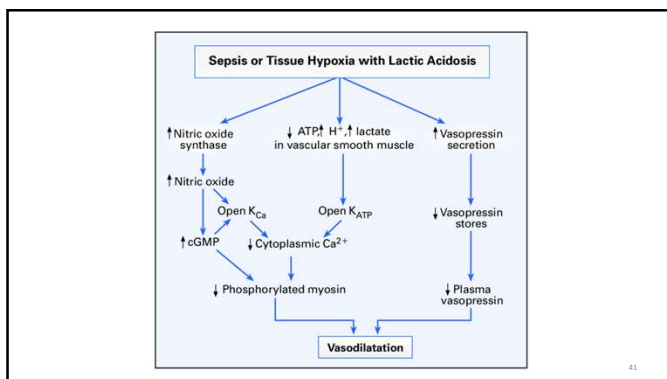 Sepsis or Tissue Hypoxia with Lactic Acidosis
↑Nitric oxide
synthase
↓ ATP,↑ H⁺,↑ lactate
in vascular smooth muscle
↑Vasopressin
secretion
↑Nitric oxide
Open K_Ca
Open K_ATP
↓Vasopressin
stores
↑cGMP
↓Cytoplasmic Ca²⁺
↓ Phosphorylated myosin
↓ Plasma
vasopressin
Vasodilatation
41